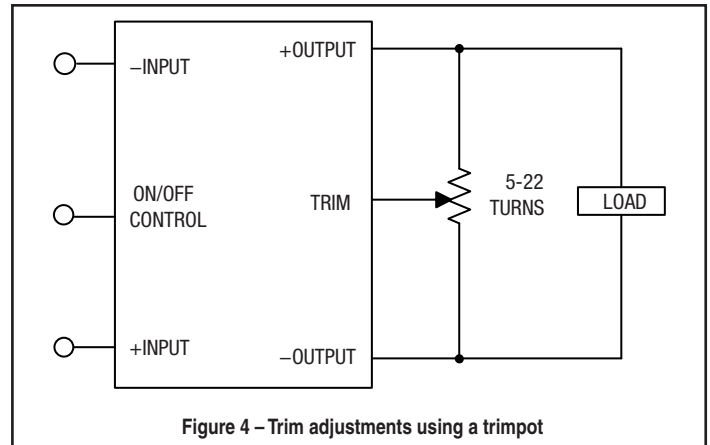 −INPUT
+OUTPUT
ON/OFF
CONTROL
TRIM
5-22
TURNS
LOAD
+INPUT
−OUTPUT
Figure 4 – Trim adjustments using a trimpot